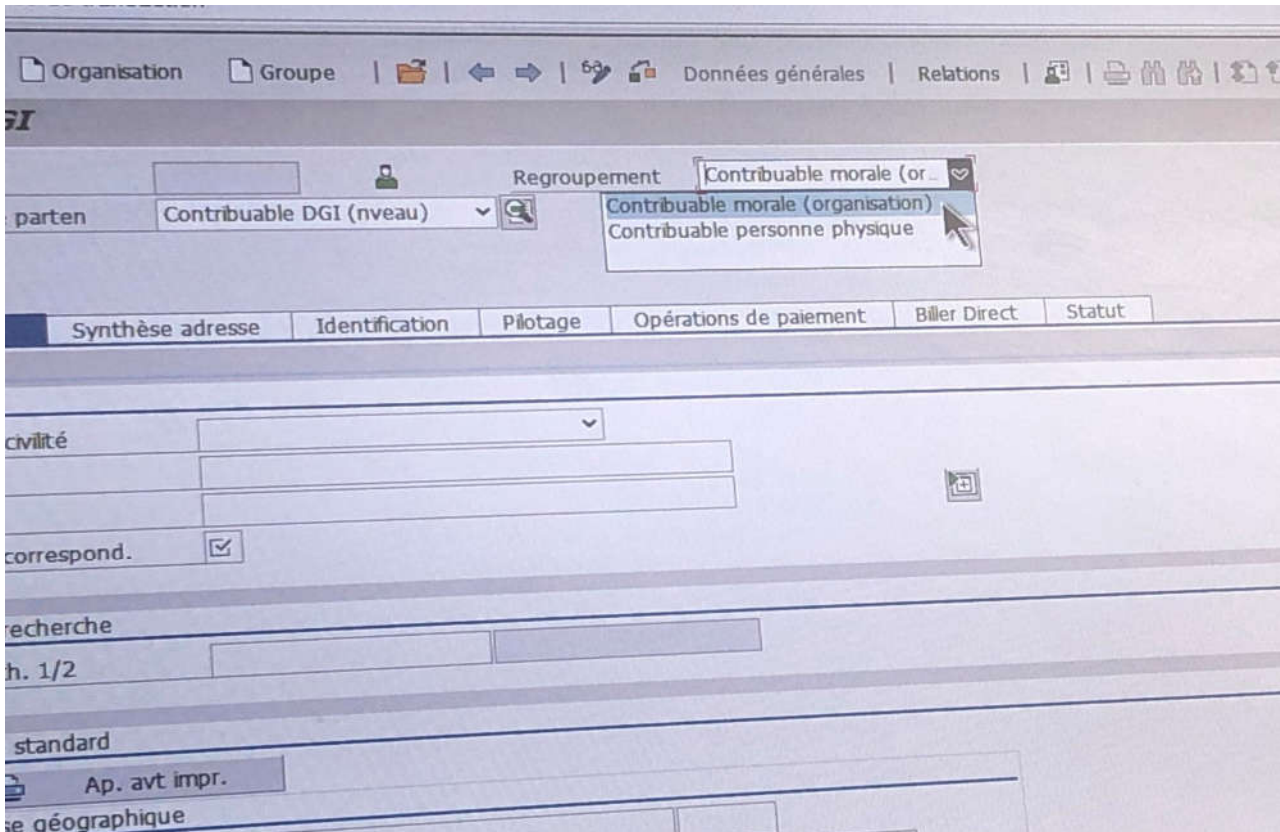 Organisation Groupe Données générales Relations
GI
Regroupement Contribuable morale (or
parten Contribuable DGI (nveau) Contribuable morale (organisation)
Contribuable personne physique
Synthèse adresse Identification Pilotage Opérations de paiement Biller Direct Statut
civilité
correspond.
recherche
h. 1/2
standard
Ap. avt impr.
se géographique